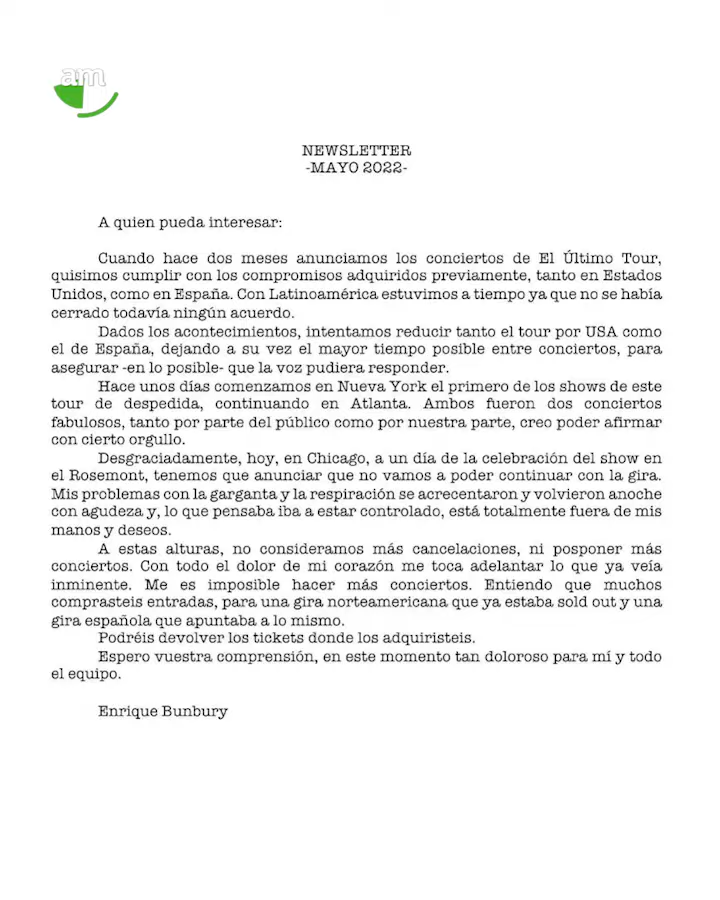 am
NEWSLETTER
-MAYO 2022-
A quien pueda interesar:
Cuando hace dos meses anunciamos los conciertos de El Último Tour,
quisimos cumplir con los compromisos adquiridos previamente, tanto en Estados
Unidos, como en España. Con Latinoamérica estuvimos a tiempo ya que no se había
cerrado todavía ningún acuerdo.
Dados los acontecimientos, intentamos reducir tanto el tour por USA como
el de España, dejando a su vez el mayor tiempo posible entre conciertos, para
asegurar -en lo posible- que la voz pudiera responder.
Hace unos días comenzamos en Nueva York el primero de los shows de este
tour de despedida, continuando en Atlanta. Ambos fueron dos conciertos
fabulosos, tanto por parte del público como por nuestra parte, creo poder afirmar
con cierto orgullo.
Desgraciadamente, hoy, en Chicago, a un día de la celebración del show en
el Rosemont, tenemos que anunciar que no vamos a poder continuar con la gira.
Mis problemas con la garganta y la respiración se acrecentaron y volvieron anoche
con agudeza y, lo que pensaba iba a estar controlado, está totalmente fuera de mis
manos y deseos.
A estas alturas, no consideramos más cancelaciones, ni posponer más
conciertos. Con todo el dolor de mi corazón me toca adelantar lo que ya veía
inminente. Me es imposible hacer más conciertos. Entiendo que muchos
comprasteis entradas, para una gira norteamericana que ya estaba sold out y una
gira española que apuntaba a lo mismo.
Podréis devolver los tickets donde los adquiristeis.
Espero vuestra comprensión, en este momento tan doloroso para mí y todo
el equipo.
Enrique Bunbury